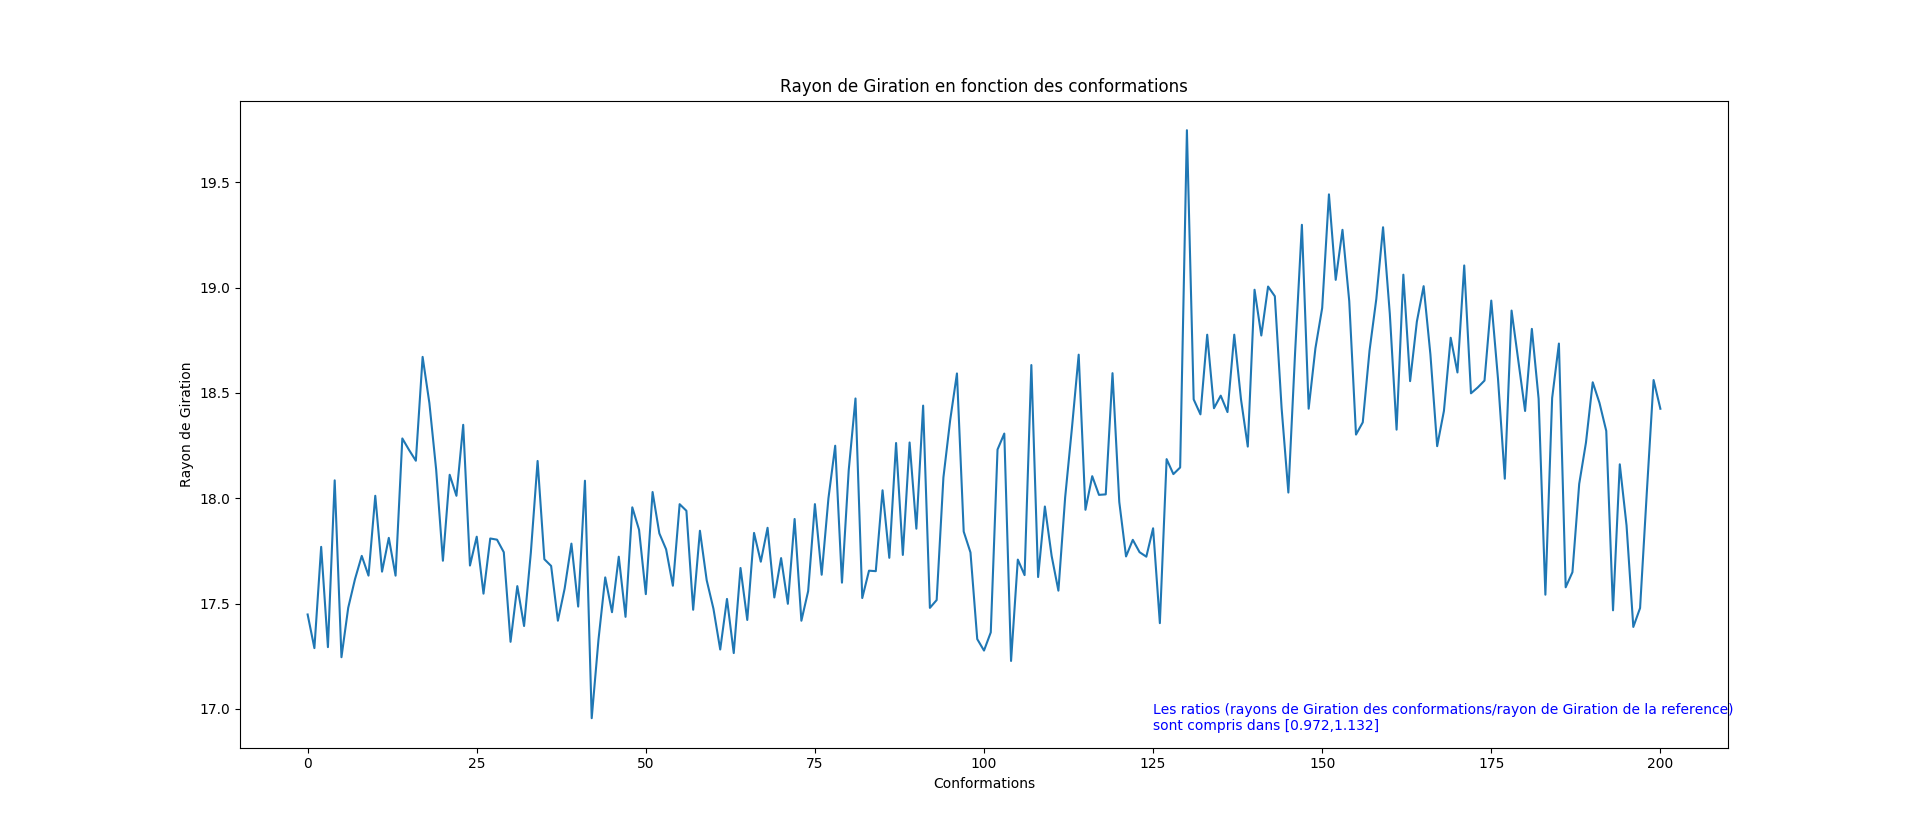 Rayon de Giration en fonction des conformations
Rayon de Giration
19.5
19.0
18.5
18.0
17.5
17.0
Les ratios (rayons de Giration des conformations/rayon de Giration de la reference)
sont compris dans [0.972,1.132]
0 25 50 75 100 125 150 175 200
Conformations